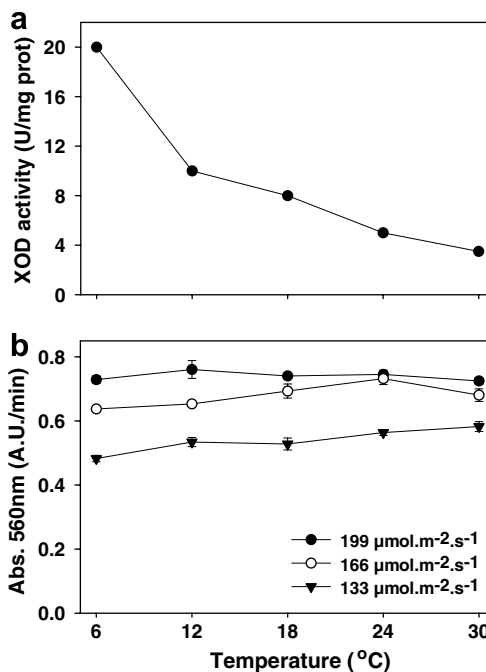 a
XOD activity (U/mg prot)
20
16
12
8
4
0
b
Abs. 560nm (A.U./min)
0.8
0.6
0.4
0.2
0.0
199 µmol.m-2.s-1
166 µmol.m-2.s-1
133 µmol.m-2.s-1
6 12 18 24 30
Temperature (oC)